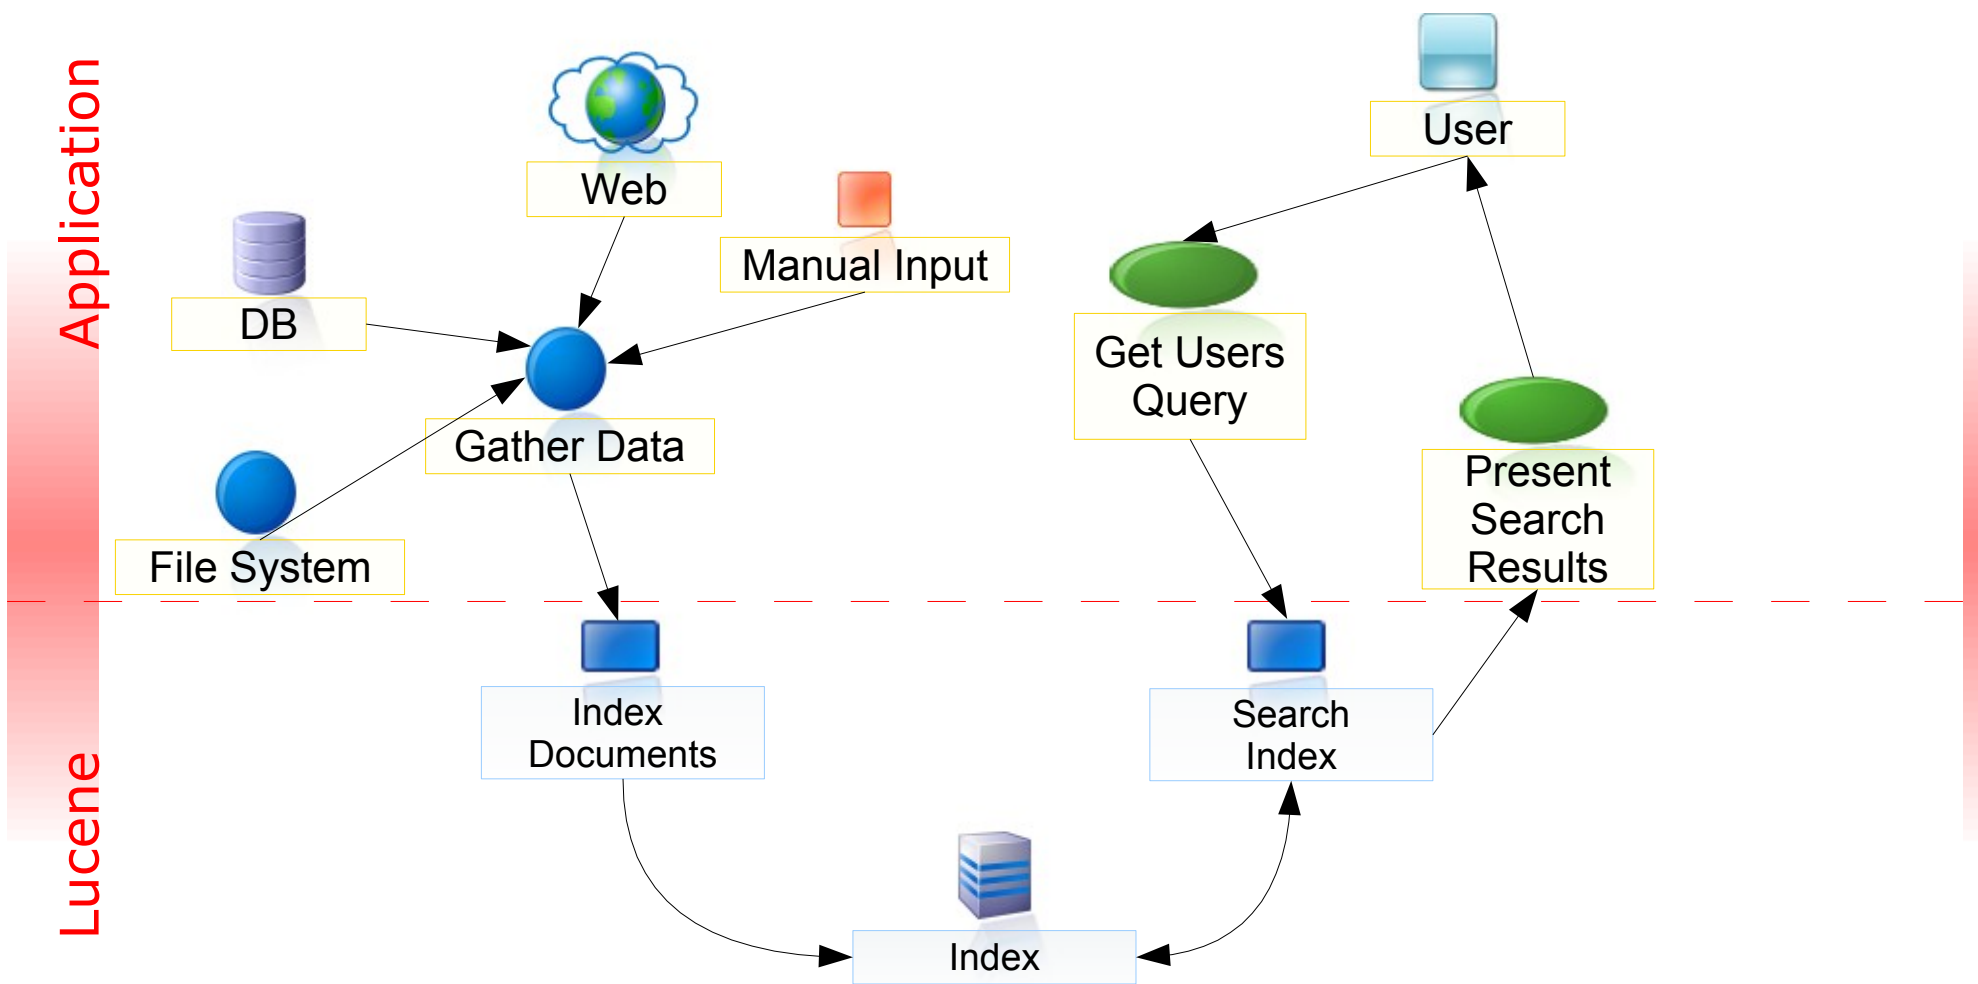 Application
Web
Manual Input
DB
Gather Data
File System
User
Get Users
Query
Present
Search
Results
Lucene
Index
Documents
Search
Index
Index